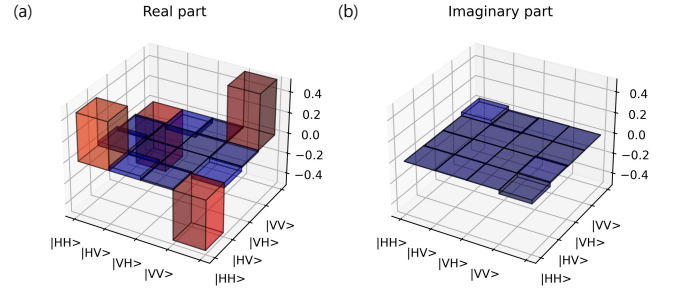 (a)
Real part
0.4
0.2
0.0
−0.2
−0.4
|HH>
|HV>
|VH>
|VV>
|HH>
|HV>
|VH>
|VV>
(b)
Imaginary part
0.4
0.2
0.0
−0.2
−0.4
|HH>
|HV>
|VH>
|VV>
|HH>
|HV>
|VH>
|VV>